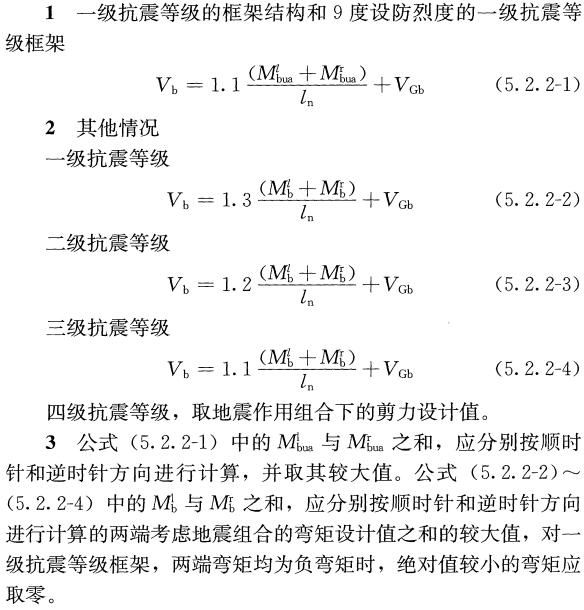 1 一级抗震等级的框架结构和 9 度设防烈度的一级抗震等
级框架
V_b = 1.1 \frac{(M_{bua}^l + M_{bua}^r)}{l_n} + V_{Gb} (5.2.2-1)
2 其他情况
一级抗震等级
V_b = 1.3 \frac{(M_b^l + M_b^r)}{l_n} + V_{Gb} (5.2.2-2)
二级抗震等级
V_b = 1.2 \frac{(M_b^l + M_b^r)}{l_n} + V_{Gb} (5.2.2-3)
三级抗震等级
V_b = 1.1 \frac{(M_b^l + M_b^r)}{l_n} + V_{Gb} (5.2.2-4)
四级抗震等级，取地震作用组合下的剪力设计值。
3 公式（5.2.2-1）中的 M_{bua}^l 与 M_{bua}^r 之和，应分别按顺时
针和逆时针方向进行计算，并取其较大值。公式（5.2.2-2）～
（5.2.2-4）中的 M_b^l 与 M_b^r 之和，应分别按顺时针和逆时针方向
进行计算的两端考虑地震组合的弯矩设计值之和的较大值，对一
级抗震等级框架，两端弯矩均为负弯矩时，绝对值较小的弯矩应
取零。